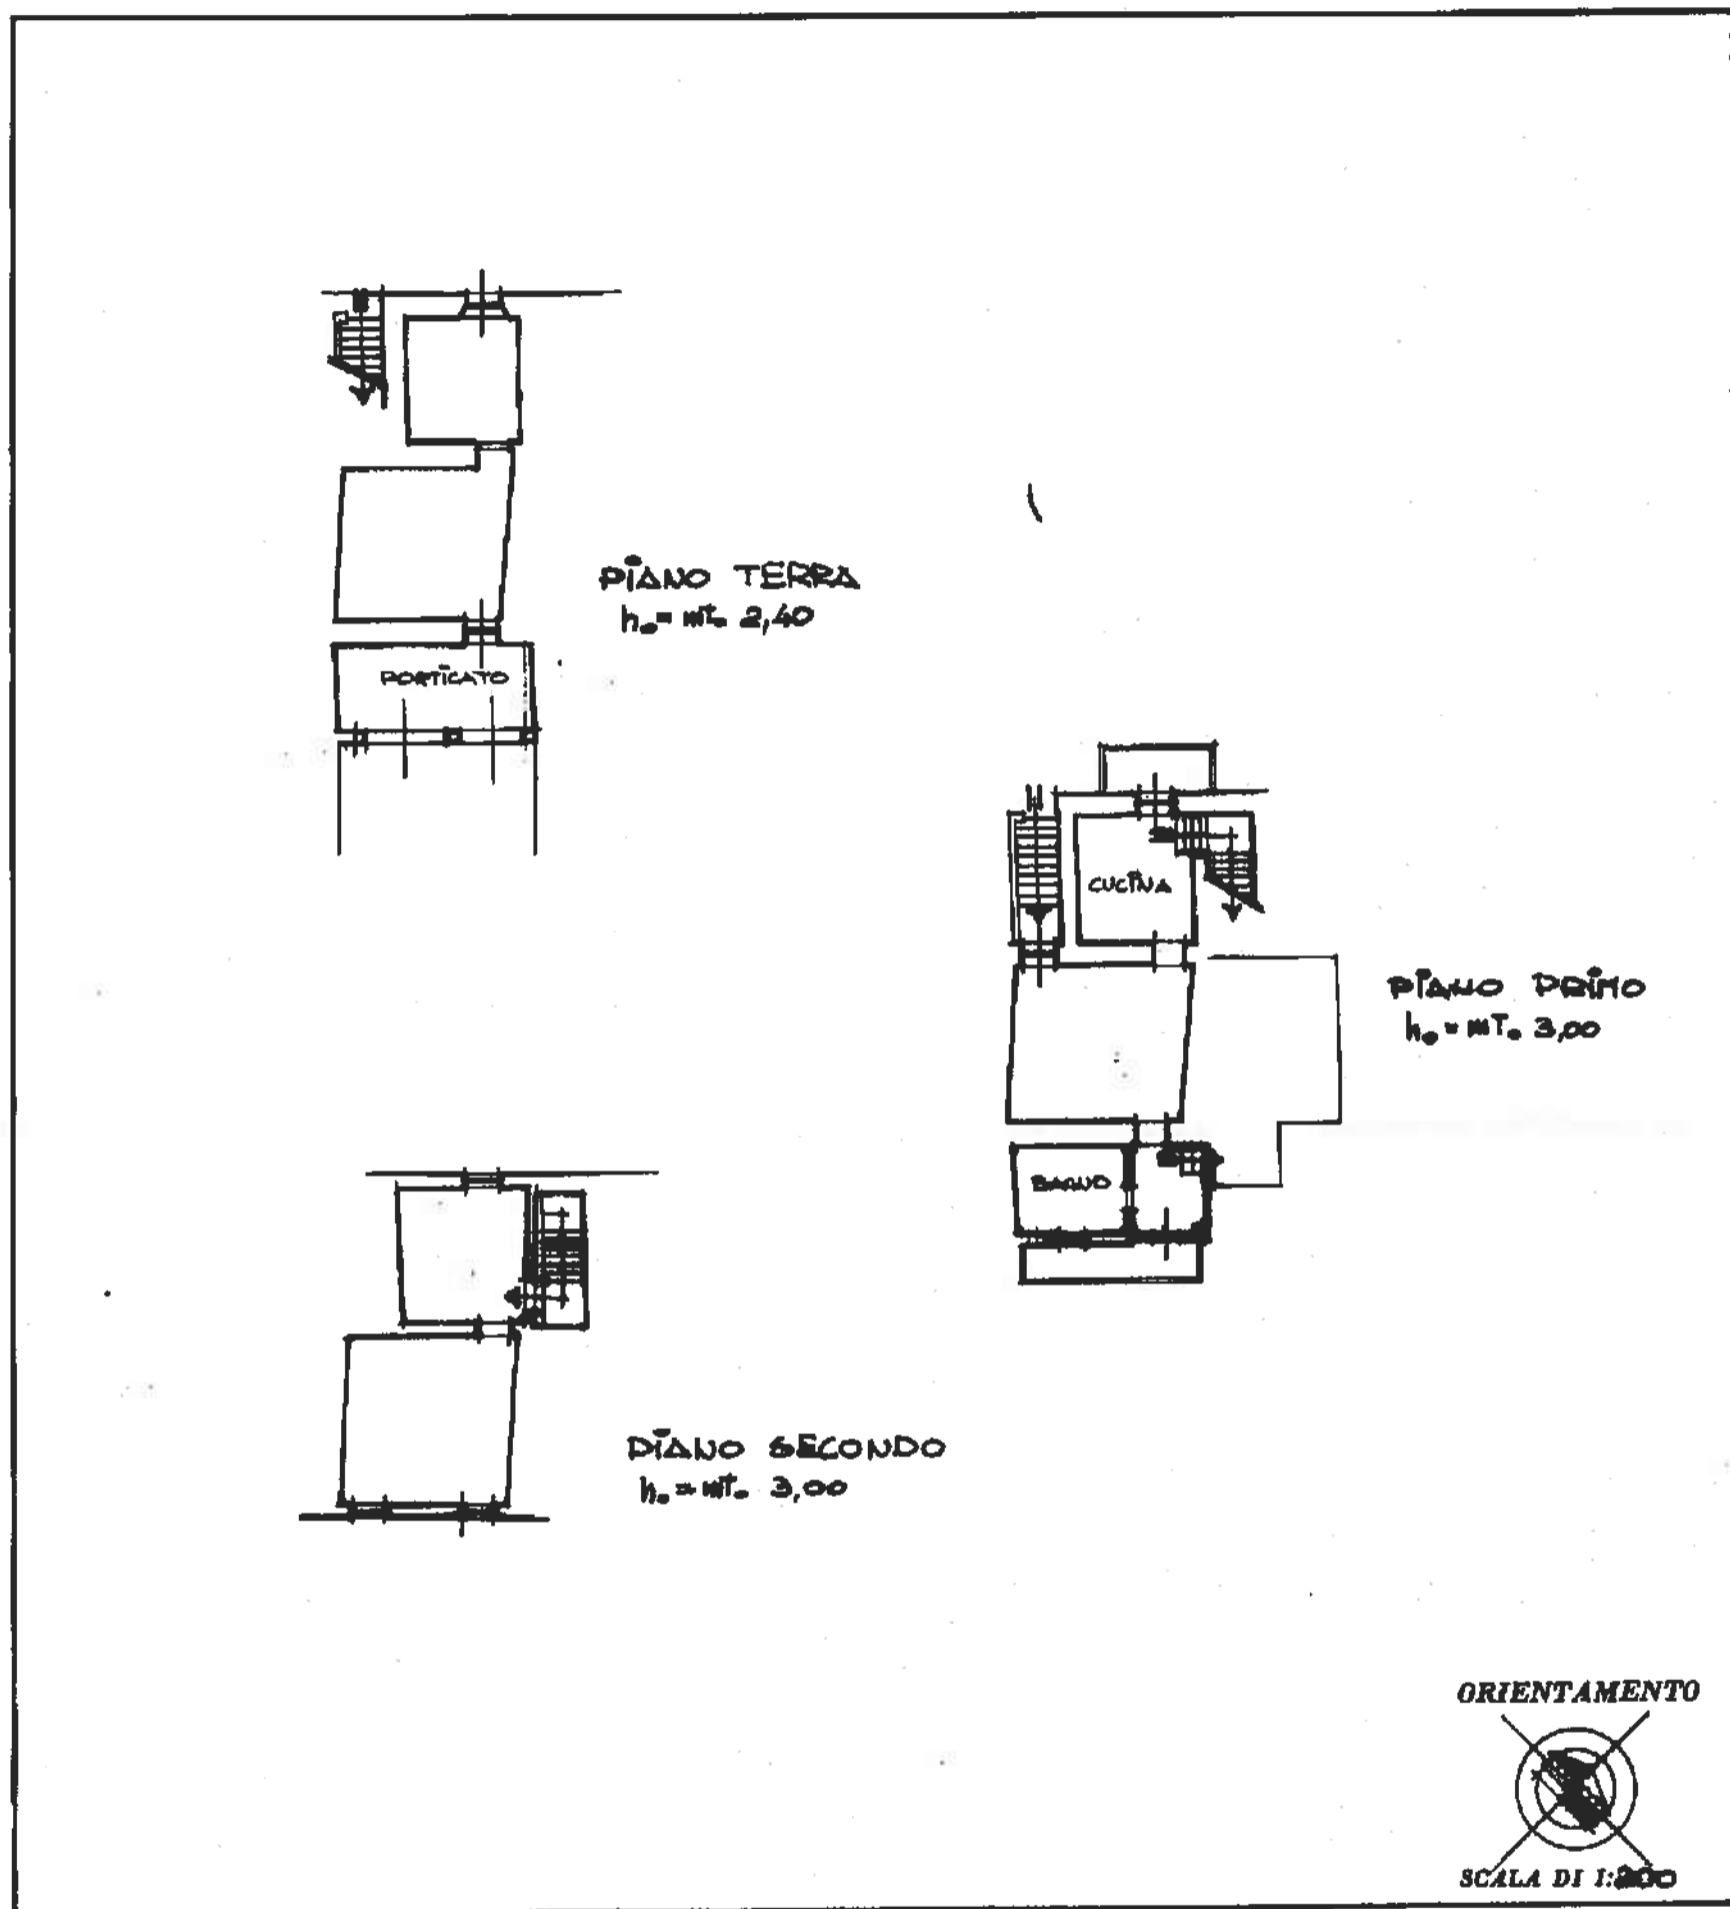 PIANO TERRA
h.= mt. 2,40
PORTICATO
CUCINA
PIANO PRIMO
h.= mT. 3,00
BAGNO
PIANO SECONDO
h.= mT. 3,00
ORIENTAMENTO
SCALA DI 1:200